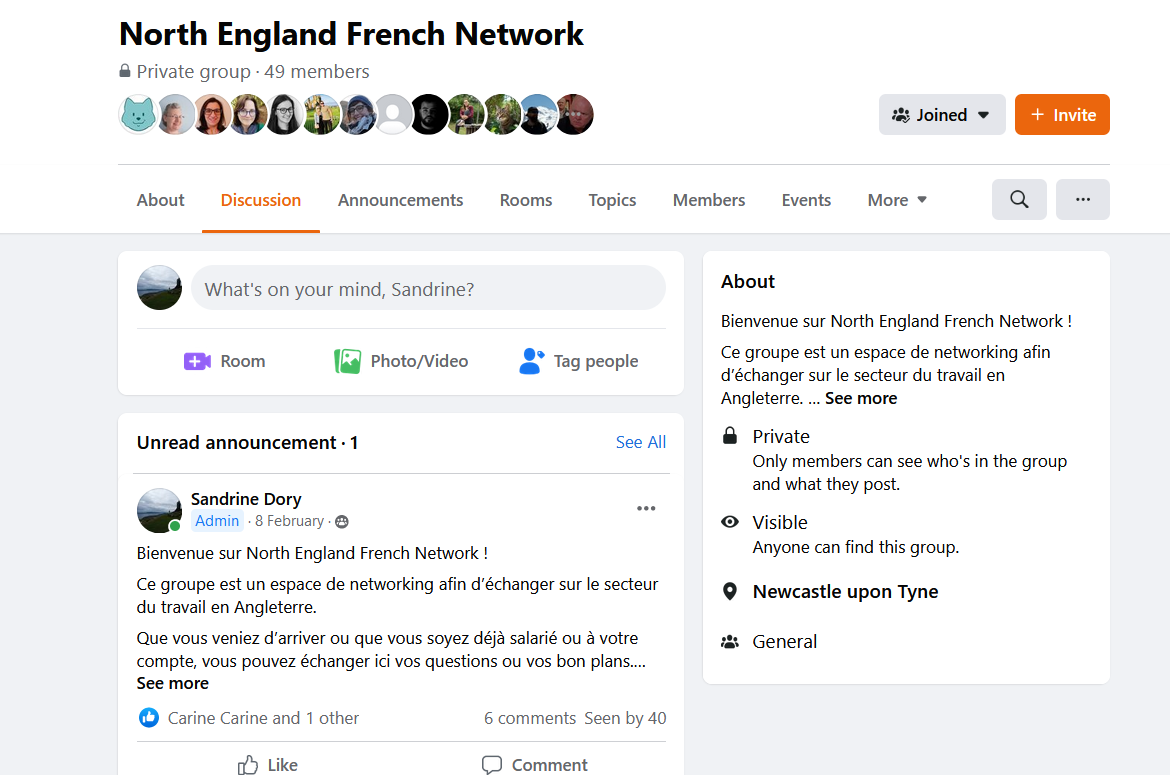 North England French Network
Private group · 49 members
Joined
+ Invite
About
Discussion
Announcements
Rooms
Topics
Members
Events
More
What's on your mind, Sandrine?
Room
Photo/Video
Tag people
Unread announcement · 1
See All
Sandrine Dory
Admin · 8 February ·
Bienvenue sur North England French Network !
Ce groupe est un espace de networking afin d’échanger sur le secteur
du travail en Angleterre.
Que vous veniez d’arriver ou que vous soyez déjà salarié ou à votre
compte, vous pouvez échanger ici vos questions ou vos bon plans....
See more
Carine Carine and 1 other
6 comments Seen by 40
Like
Comment
About
Bienvenue sur North England French Network !
Ce groupe est un espace de networking afin
d’échanger sur le secteur du travail en
Angleterre. ... See more
Private
Only members can see who's in the group
and what they post.
Visible
Anyone can find this group.
Newcastle upon Tyne
General